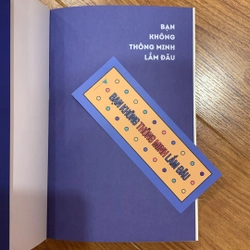 BẠN
KHÔNG
THÔNG MINH
LẮM ĐÂU
BẠN KHÔNG THÔNG MINH LẮM ĐÂU